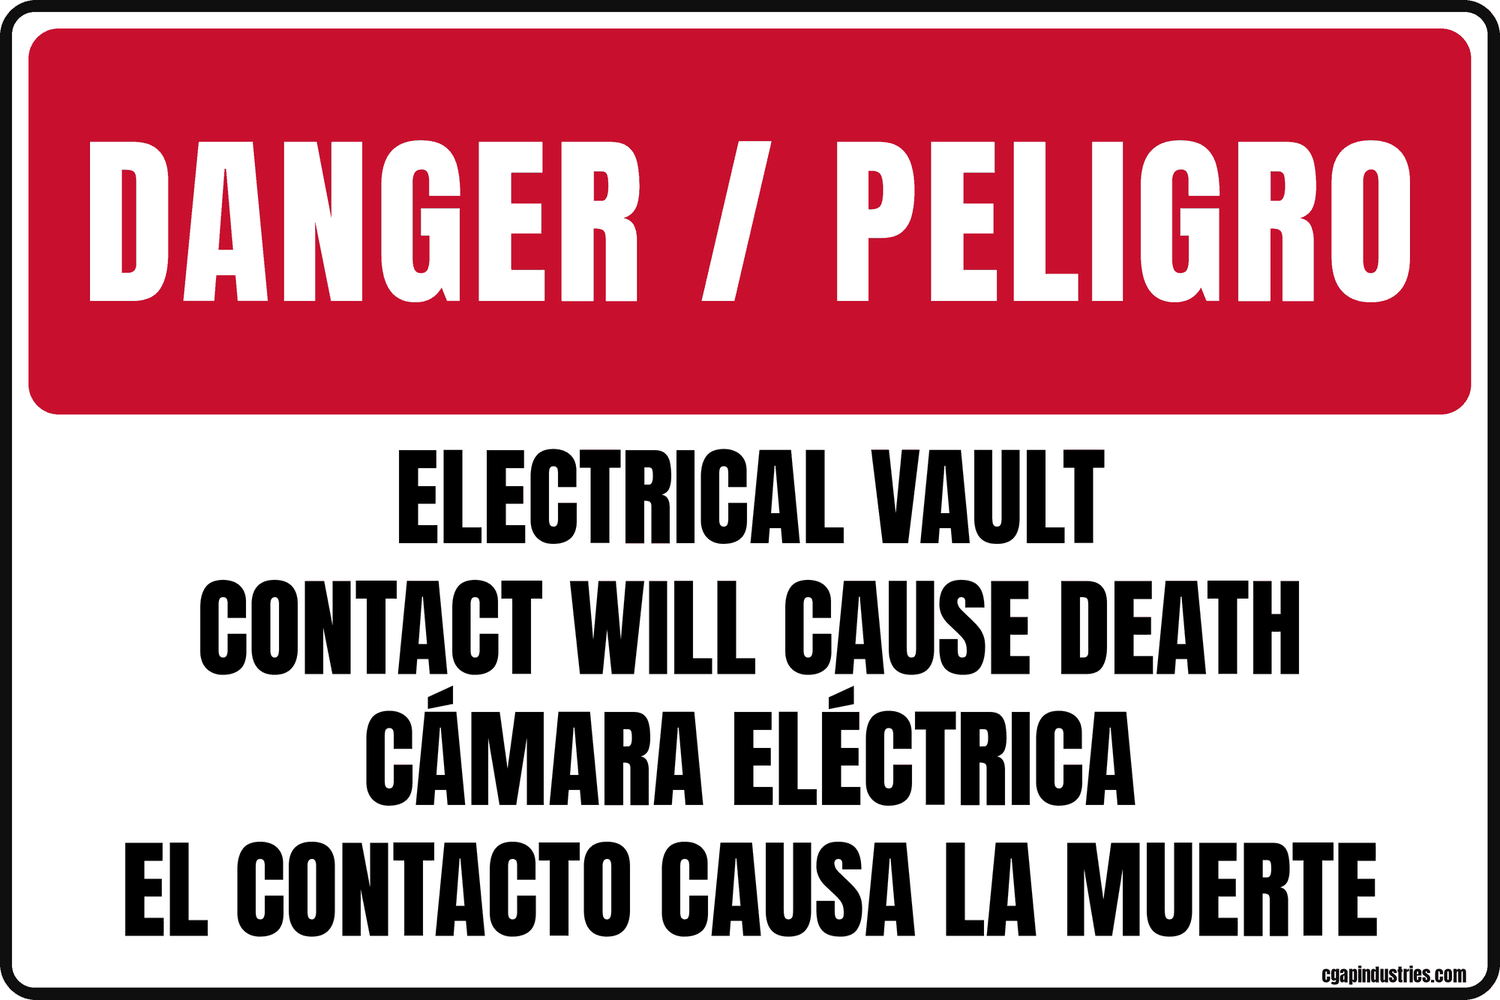 DANGER / PELIGRO
ELECTRICAL VAULT
CONTACT WILL CAUSE DEATH
CÁMARA ELÉCTRICA
EL CONTACTO CAUSA LA MUERTE
cgapindustries.com